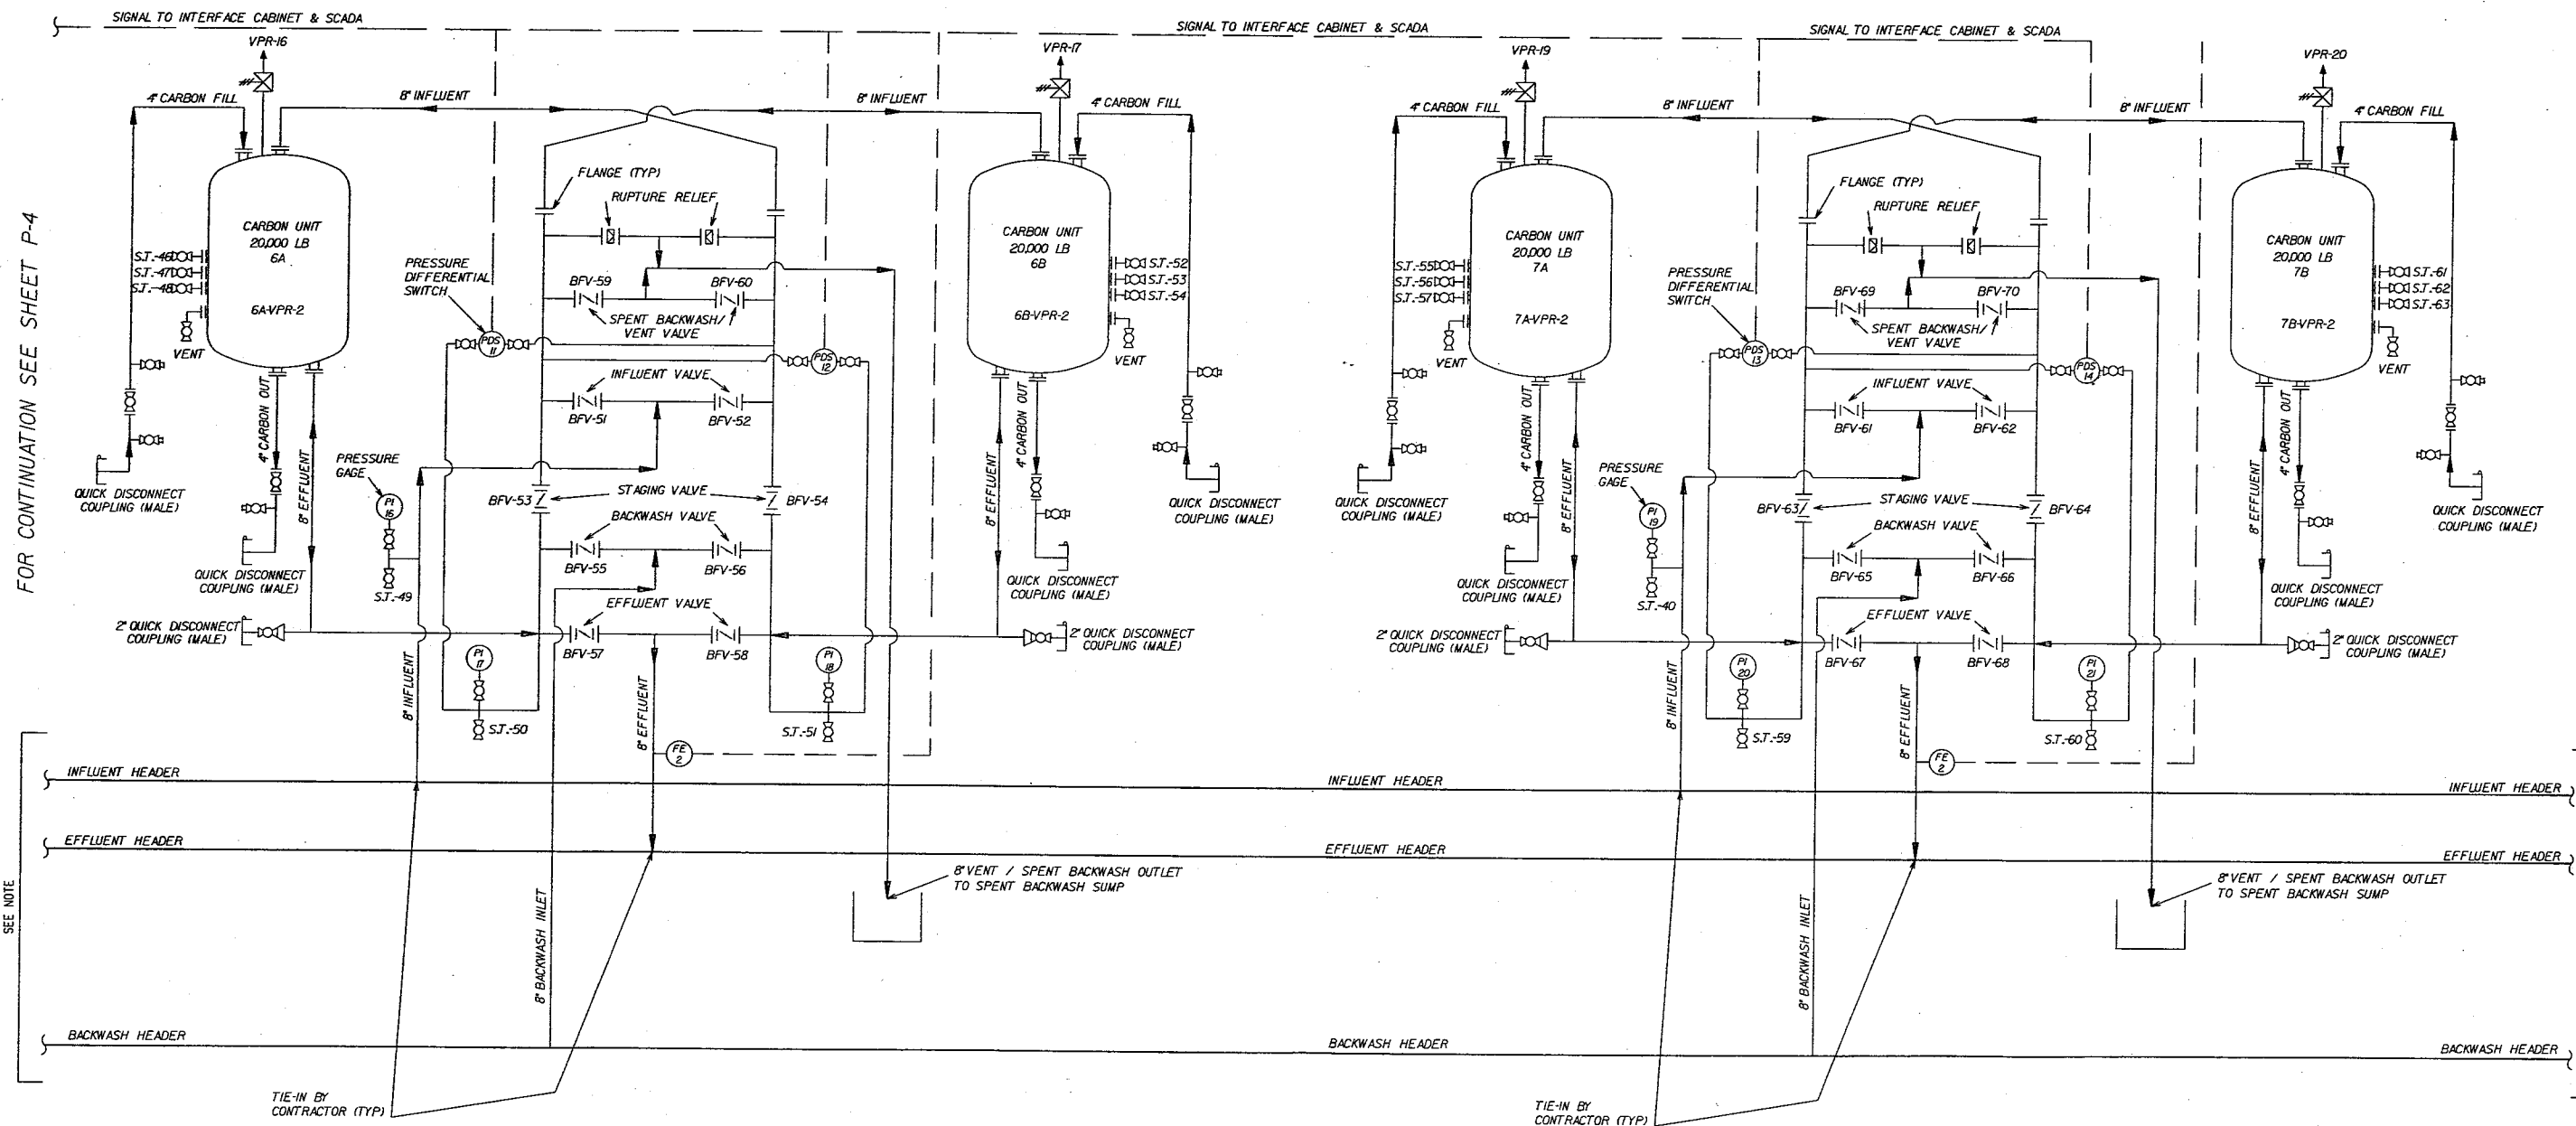 SIGNAL TO INTERFACE CABINET & SCADA
SIGNAL TO INTERFACE CABINET & SCADA
SIGNAL TO INTERFACE CABINET & SCADA
FOR CONTINUATION SEE SHEET P-4
VPR-16
4" CARBON FILL
8" INFLUENT
8" INFLUENT
VPR-17
4" CARBON FILL
CARBON UNIT
20,000 LB
6A
6A-VPR-2
S.T.-46
S.T.-47
S.T.-48
VENT
4" CARBON OUT
8" EFFLUENT
QUICK DISCONNECT
COUPLING (MALE)
QUICK DISCONNECT
COUPLING (MALE)
2" QUICK DISCONNECT
COUPLING (MALE)
FLANGE (TYP)
RUPTURE RELIEF
PRESSURE
DIFFERENTIAL
SWITCH
BFV-59
BFV-60
SPENT BACKWASH/
VENT VALVE
PDS
11
PDS
12
INFLUENT VALVE
BFV-51
BFV-52
PRESSURE
GAGE
PI
16
S.T.-49
BFV-53
STAGING VALVE
BFV-54
BACKWASH VALVE
BFV-55
BFV-56
EFFLUENT VALVE
BFV-57
BFV-58
PI
17
S.T.-50
PI
18
S.T.-51
8" INFLUENT
8" EFFLUENT
FE
2
CARBON UNIT
20,000 LB
6B
6B-VPR-2
S.T.-52
S.T.-53
S.T.-54
VENT
8" EFFLUENT
4" CARBON OUT
QUICK DISCONNECT
COUPLING (MALE)
QUICK DISCONNECT
COUPLING (MALE)
2" QUICK DISCONNECT
COUPLING (MALE)
VPR-19
4" CARBON FILL
8" INFLUENT
8" INFLUENT
VPR-20
4" CARBON FILL
CARBON UNIT
20,000 LB
7A
7A-VPR-2
S.T.-55
S.T.-56
S.T.-57
VENT
4" CARBON OUT
8" EFFLUENT
QUICK DISCONNECT
COUPLING (MALE)
QUICK DISCONNECT
COUPLING (MALE)
2" QUICK DISCONNECT
COUPLING (MALE)
FLANGE (TYP)
RUPTURE RELIEF
PRESSURE
DIFFERENTIAL
SWITCH
BFV-69
BFV-70
SPENT BACKWASH/
VENT VALVE
PDS
13
PDS
14
INFLUENT VALVE
BFV-61
BFV-62
PRESSURE
GAGE
PI
19
S.T.-40
BFV-63
STAGING VALVE
BFV-64
BACKWASH VALVE
BFV-65
BFV-66
EFFLUENT VALVE
BFV-67
BFV-68
PI
20
S.T.-59
PI
21
S.T.-60
8" INFLUENT
8" EFFLUENT
FE
2
CARBON UNIT
20,000 LB
7B
7B-VPR-2
S.T.-61
S.T.-62
S.T.-63
VENT
8" EFFLUENT
4" CARBON OUT
QUICK DISCONNECT
COUPLING (MALE)
QUICK DISCONNECT
COUPLING (MALE)
2" QUICK DISCONNECT
COUPLING (MALE)
SEE NOTE
INFLUENT HEADER
INFLUENT HEADER
INFLUENT HEADER
EFFLUENT HEADER
EFFLUENT HEADER
EFFLUENT HEADER
8" VENT / SPENT BACKWASH OUTLET
TO SPENT BACKWASH SUMP
8" VENT / SPENT BACKWASH OUTLET
TO SPENT BACKWASH SUMP
8" BACKWASH INLET
8" BACKWASH INLET
BACKWASH HEADER
BACKWASH HEADER
BACKWASH HEADER
TIE-IN BY
CONTRACTOR (TYP)
TIE-IN BY
CONTRACTOR (TYP)